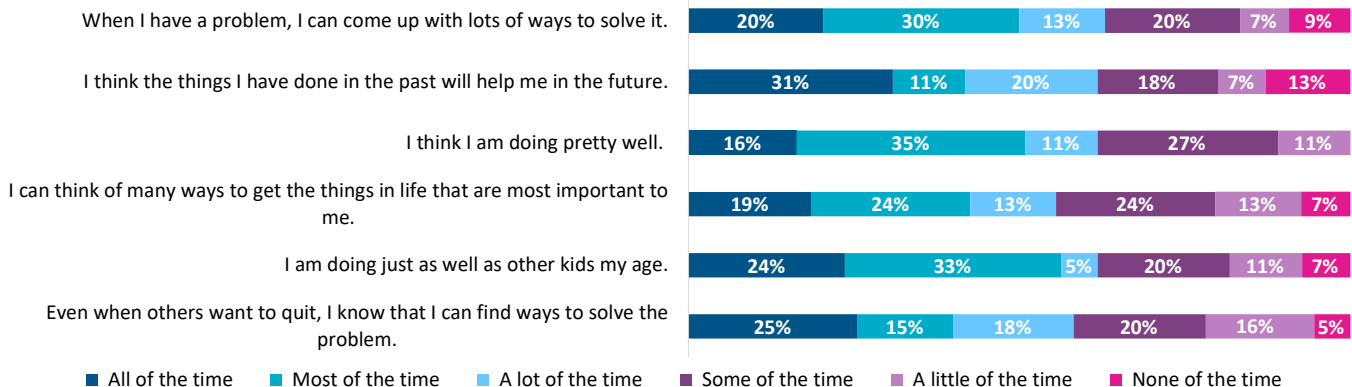 When I have a problem, I can come up with lots of ways to solve it.
20% 30% 13% 20% 7% 9%
I think the things I have done in the past will help me in the future.
31% 11% 20% 18% 7% 13%
I think I am doing pretty well.
16% 35% 11% 27% 11%
I can think of many ways to get the things in life that are most important to
me.
19% 24% 13% 24% 13% 7%
I am doing just as well as other kids my age.
24% 33% 5% 20% 11% 7%
Even when others want to quit, I know that I can find ways to solve the
problem.
25% 15% 18% 20% 16% 5%
All of the time Most of the time A lot of the time Some of the time A little of the time None of the time